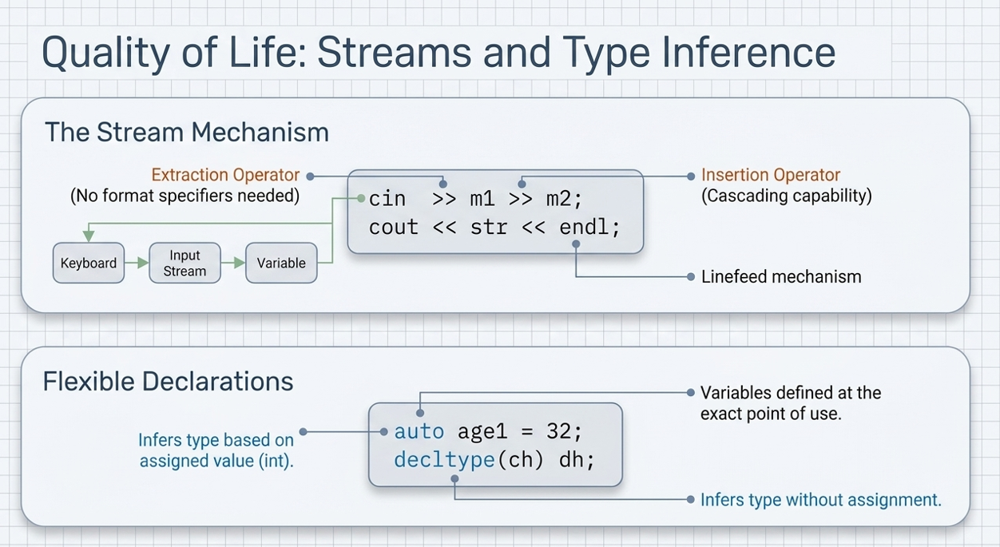 Quality of Life: Streams and Type Inference
The Stream Mechanism
Extraction Operator
(No format specifiers needed)
cin  >> m1 >> m2;
cout << str << endl;
Insertion Operator
(Cascading capability)
Keyboard
Input
Stream
Variable
Linefeed mechanism
Flexible Declarations
Variables defined at the
exact point of use.
Infers type based on
assigned value (int).
auto age1 = 32;
decltype(ch) dh;
Infers type without assignment.